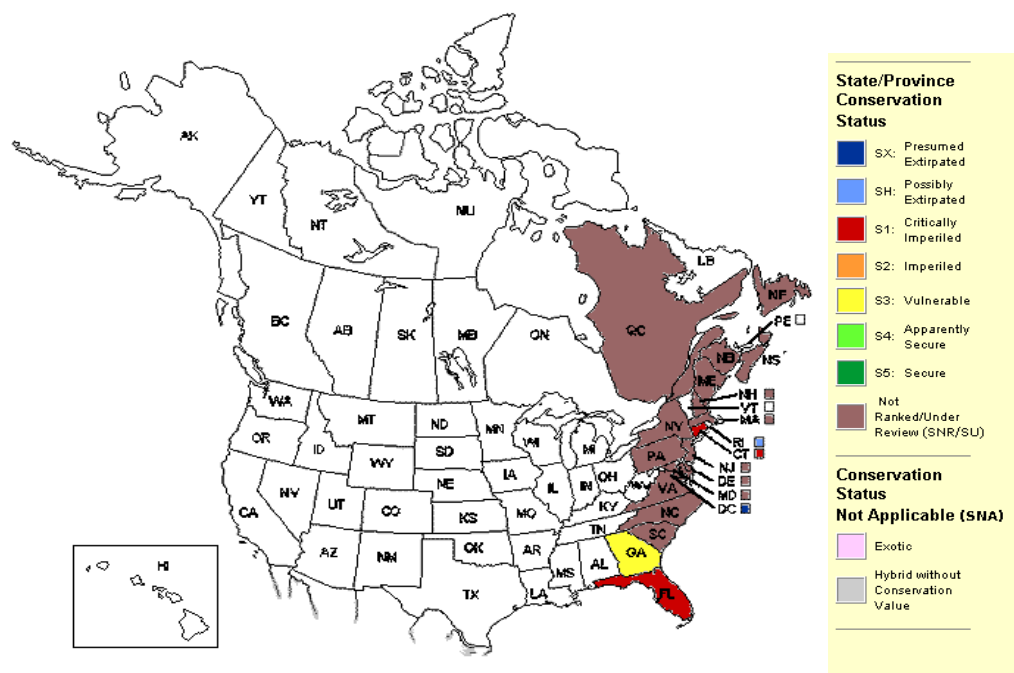 AK
YT
NT
NU
LB
NF
BC
AB
SK
MB
ON
QC
PE
NB
NS
ME
NH
VT
MA
WA
MT
ND
MN
OR
ID
SD
WI
MI
NY
RI
CT
WY
IA
PA
NJ
NE
OH
DE
NV
UT
CO
IL
IN
WV
VA
MD
CA
KS
MO
KY
NC
DC
TN
AZ
NM
OK
AR
SC
MS
AL
GA
TX
LA
FL
HI
State/Province
Conservation
Status
SX: Presumed
Extirpated
SH: Possibly
Extirpated
S1: Critically
Imperiled
S2: Imperiled
S3: Vulnerable
S4: Apparently
Secure
S5: Secure
Not
Ranked/Under
Review (SNR/SU)
Conservation
Status
Not Applicable (SNA)
Exotic
Hybrid without
Conservation
Value